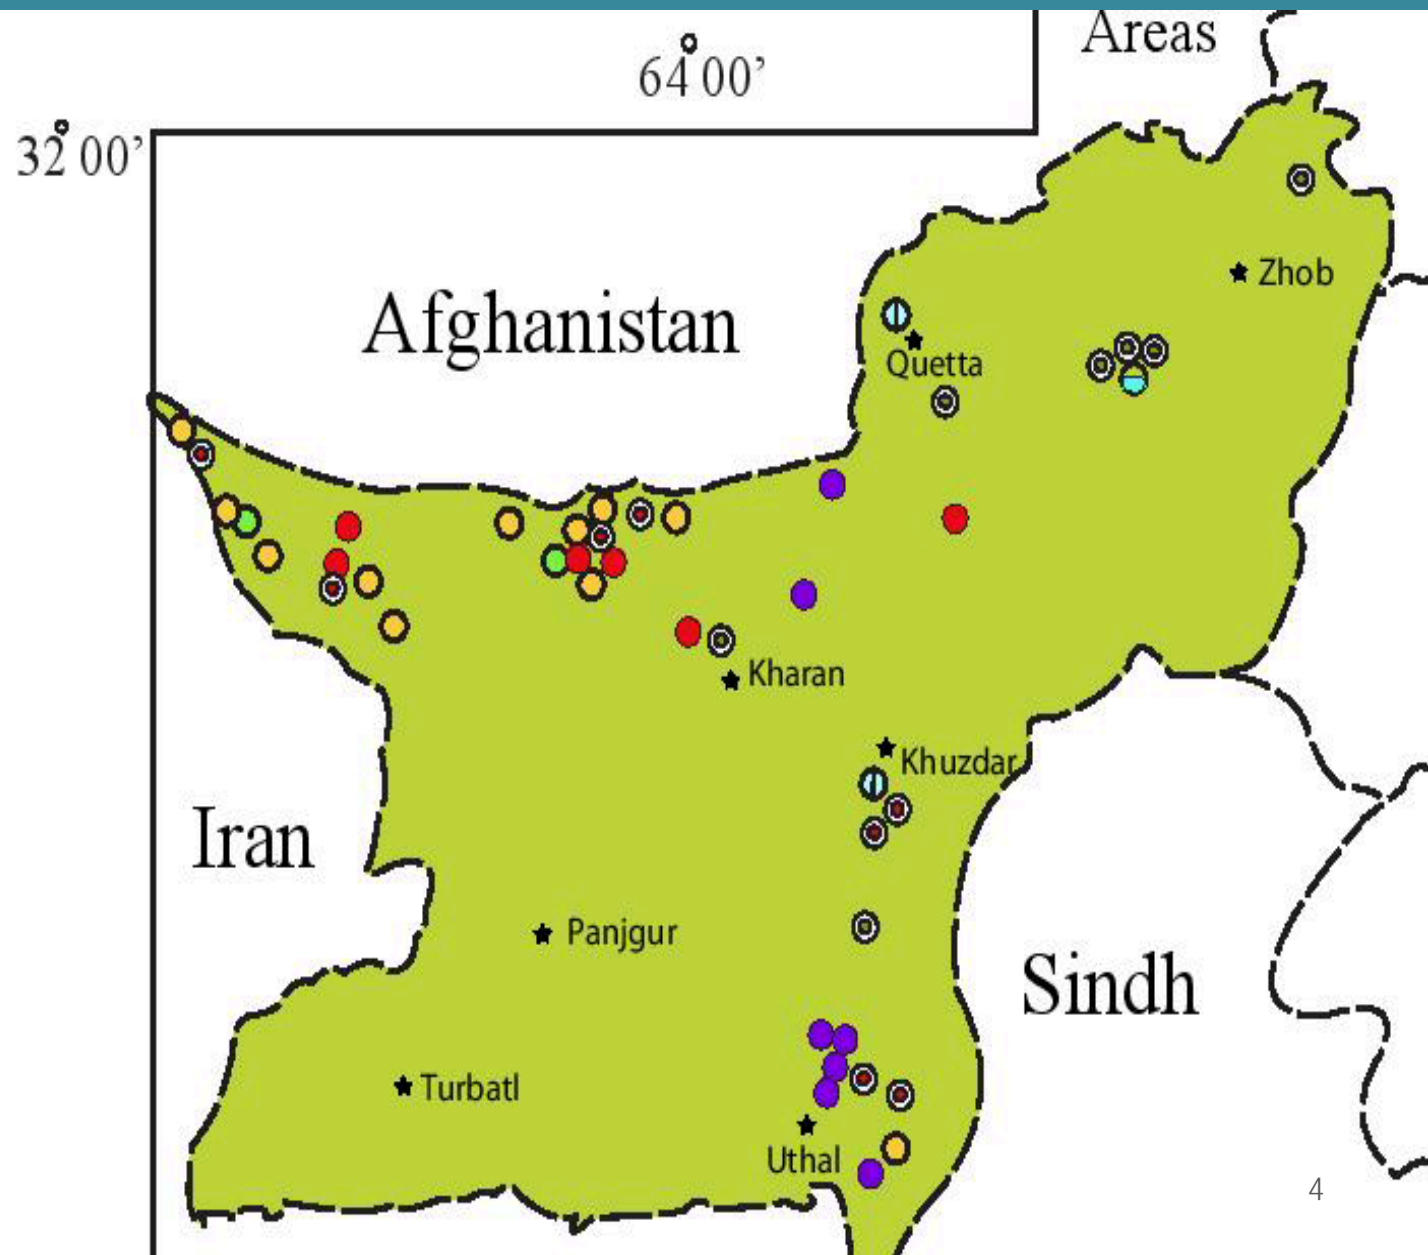 Areas
64°00’
32°00’
Zhob
Afghanistan
Quetta
Kharan
Khuzdar
Iran
Panjgur
Sindh
Turbatl
Uthal
4